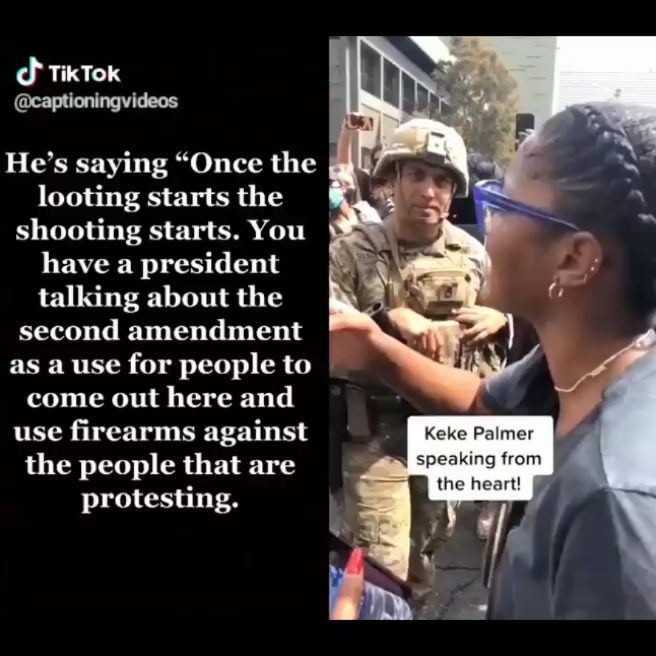 TikTok
@captioningvideos
He's saying “Once the
looting starts the
shooting starts. You
have a president
talking about the
second amendment
as a use for people to
come out here and
use firearms against
the people that are
protesting.
Keke Palmer
speaking from
the heart!